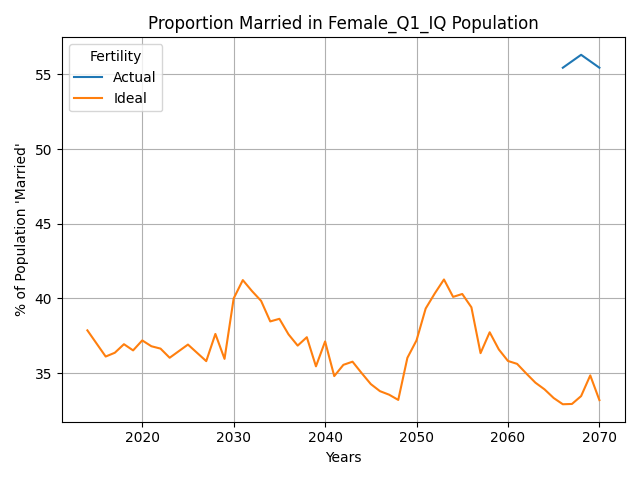 Proportion Married in Female_Q1_IQ Population
Fertility
Actual
Ideal
% of Population 'Married'
55
50
45
40
35
2020 2030 2040 2050 2060 2070
Years